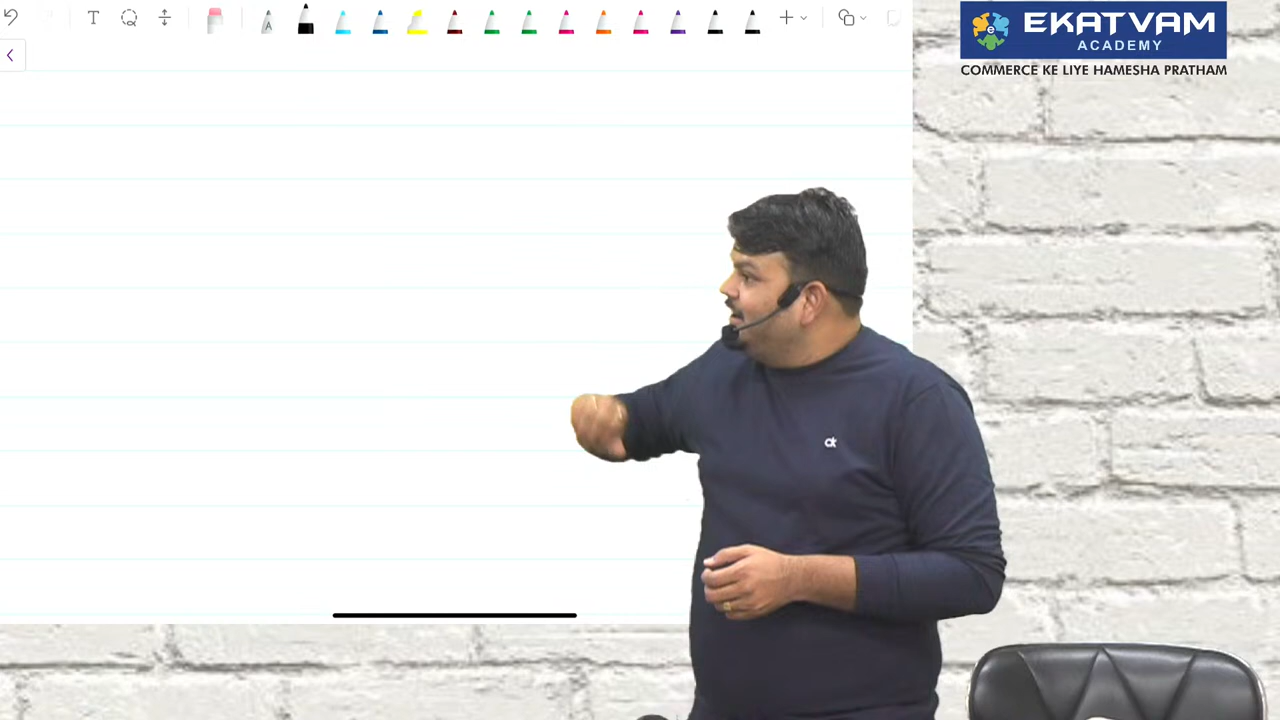 T
A
e
EKATVAM
ACADEMY
COMMERCE KE LIYE HAMESHA PRATHAM